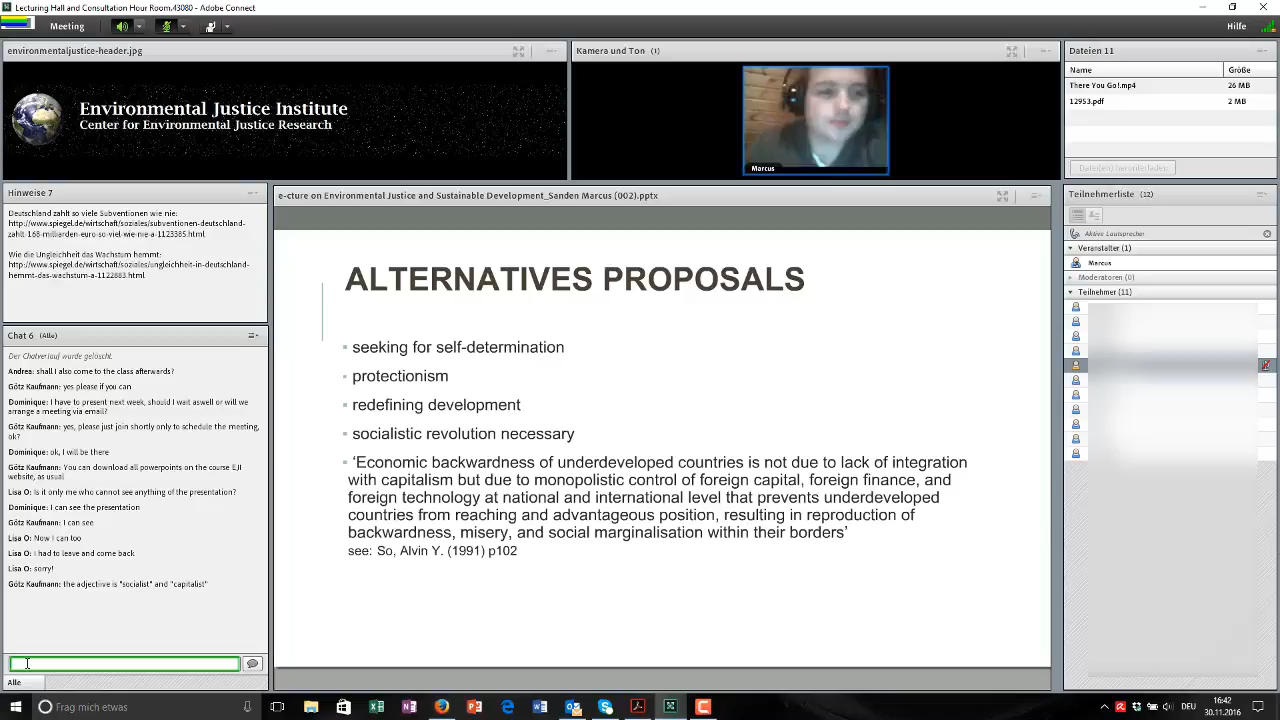 Lecturing Hall and Consultation Hour Room,43080 - Adobe Connect
Meeting
Hilfe
environmentaljustice-header.jpg
Environmental Justice Institute
Center for Environmental Justice Research
Kamera und Ton (1)
Marcus
Dateien 11
Name Größe
There You Go!.mp4 26 MB
12953.pdf 2 MB
Datei(en) herunterladen
Hinweise 7
Deutschland zahlt so viele Subventionen wie nie:
http://www.spiegel.de/wirtschaft/soziales/subventionen-deutschland-
zahlt-168-milliarden-euro-so-viel-wie-nie-a-1123385.html
Wie die Ungleichheit das Wachstum hemmt:
http://www.spiegel.de/wirtschaft/soziales/ungleichheit-in-deutschland-
hemmt-das-wachstum-a-1122883.html
Chat 6 (Alle)
Der Chatverlauf wurde gelöscht.
Andrea: shall I also come to the class afterwards?
Götz Kaufmann: yes please if you can
Dominique: I have to present next week, should I wait aswell or will we
arrange a meeting via email?
Götz Kaufmann: yes, please just join shortly only to schedule the meeting,
ok?
Dominique: ok, I will be there
Götz Kaufmann: You can download all powerpoints on the course EJI
website, as usual
Lisa O: Is it only me who cannot see anything of the presentation?
Dominique: I can see the presentation
Götz Kaufmann: I can see
Lisa O: Now I can too
Lisa O: I had to leave and come back
Lisa O: sorry!
Götz Kaufmann: the adjective is "socialist" and "capitalist"
Alle
e-cture on Environmental Justice and Sustainable Development_Sanden Marcus (002).pptx
ALTERNATIVES PROPOSALS
seeking for self-determination
protectionism
redefining development
socialistic revolution necessary
‘Economic backwardness of underdeveloped countries is not due to lack of integration
with capitalism but due to monopolistic control of foreign capital, foreign finance, and
foreign technology at national and international level that prevents underdeveloped
countries from reaching and advantageous position, resulting in reproduction of
backwardness, misery, and social marginalisation within their borders’
see: So, Alvin Y. (1991) p102
Teilnehmerliste (12)
Aktive Lautsprecher
Veranstalter (1)
Marcus
Moderatoren (0)
Teilnehmer (11)
Frag mich etwas
DEU
16:42
30.11.2016